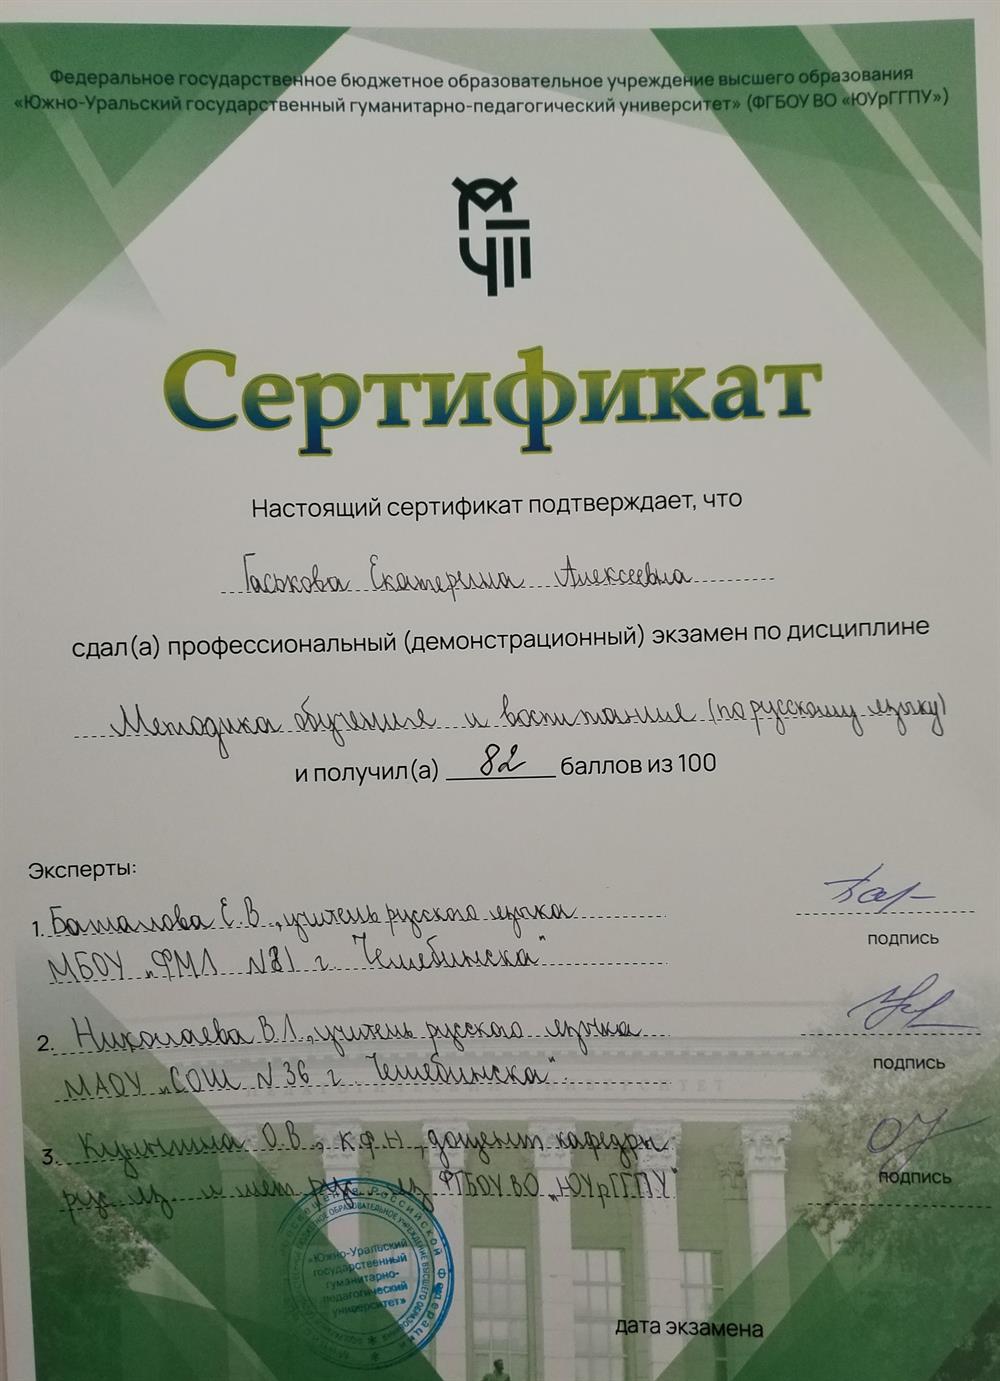 Федеральное государственное бюджетное образовательное учреждение высшего образования
«Южно-Уральский государственный гуманитарно-педагогический университет» (ФГБОУ ВО «ЮУрГГПУ»)
Сертификат
Настоящий сертификат подтверждает, что
Гаськова Екатерина Алексеевна
сдал(а) профессиональный (демонстрационный) экзамен по дисциплине
Методика обучения и воспитания (по русскому языку)
и получил(а) 82 баллов из 100
Эксперты:
1. Баталова Е.В., учитель русского языка
МБОУ „ФМЛ №81 г. Челябинска"
подпись
2. Николаева В.Л., учитель русского языка
МАОУ „СОШ №36 г. Челябинска".
подпись
3. О.В., к.ф.н., доцент кафедры
рус. яз. и мет. рус. яз. ФГБОУ ВО „ЮУрГГПУ"
подпись
«Южно-Уральский
государственный
гуманитарно-
педагогический
университет»
дата экзамена